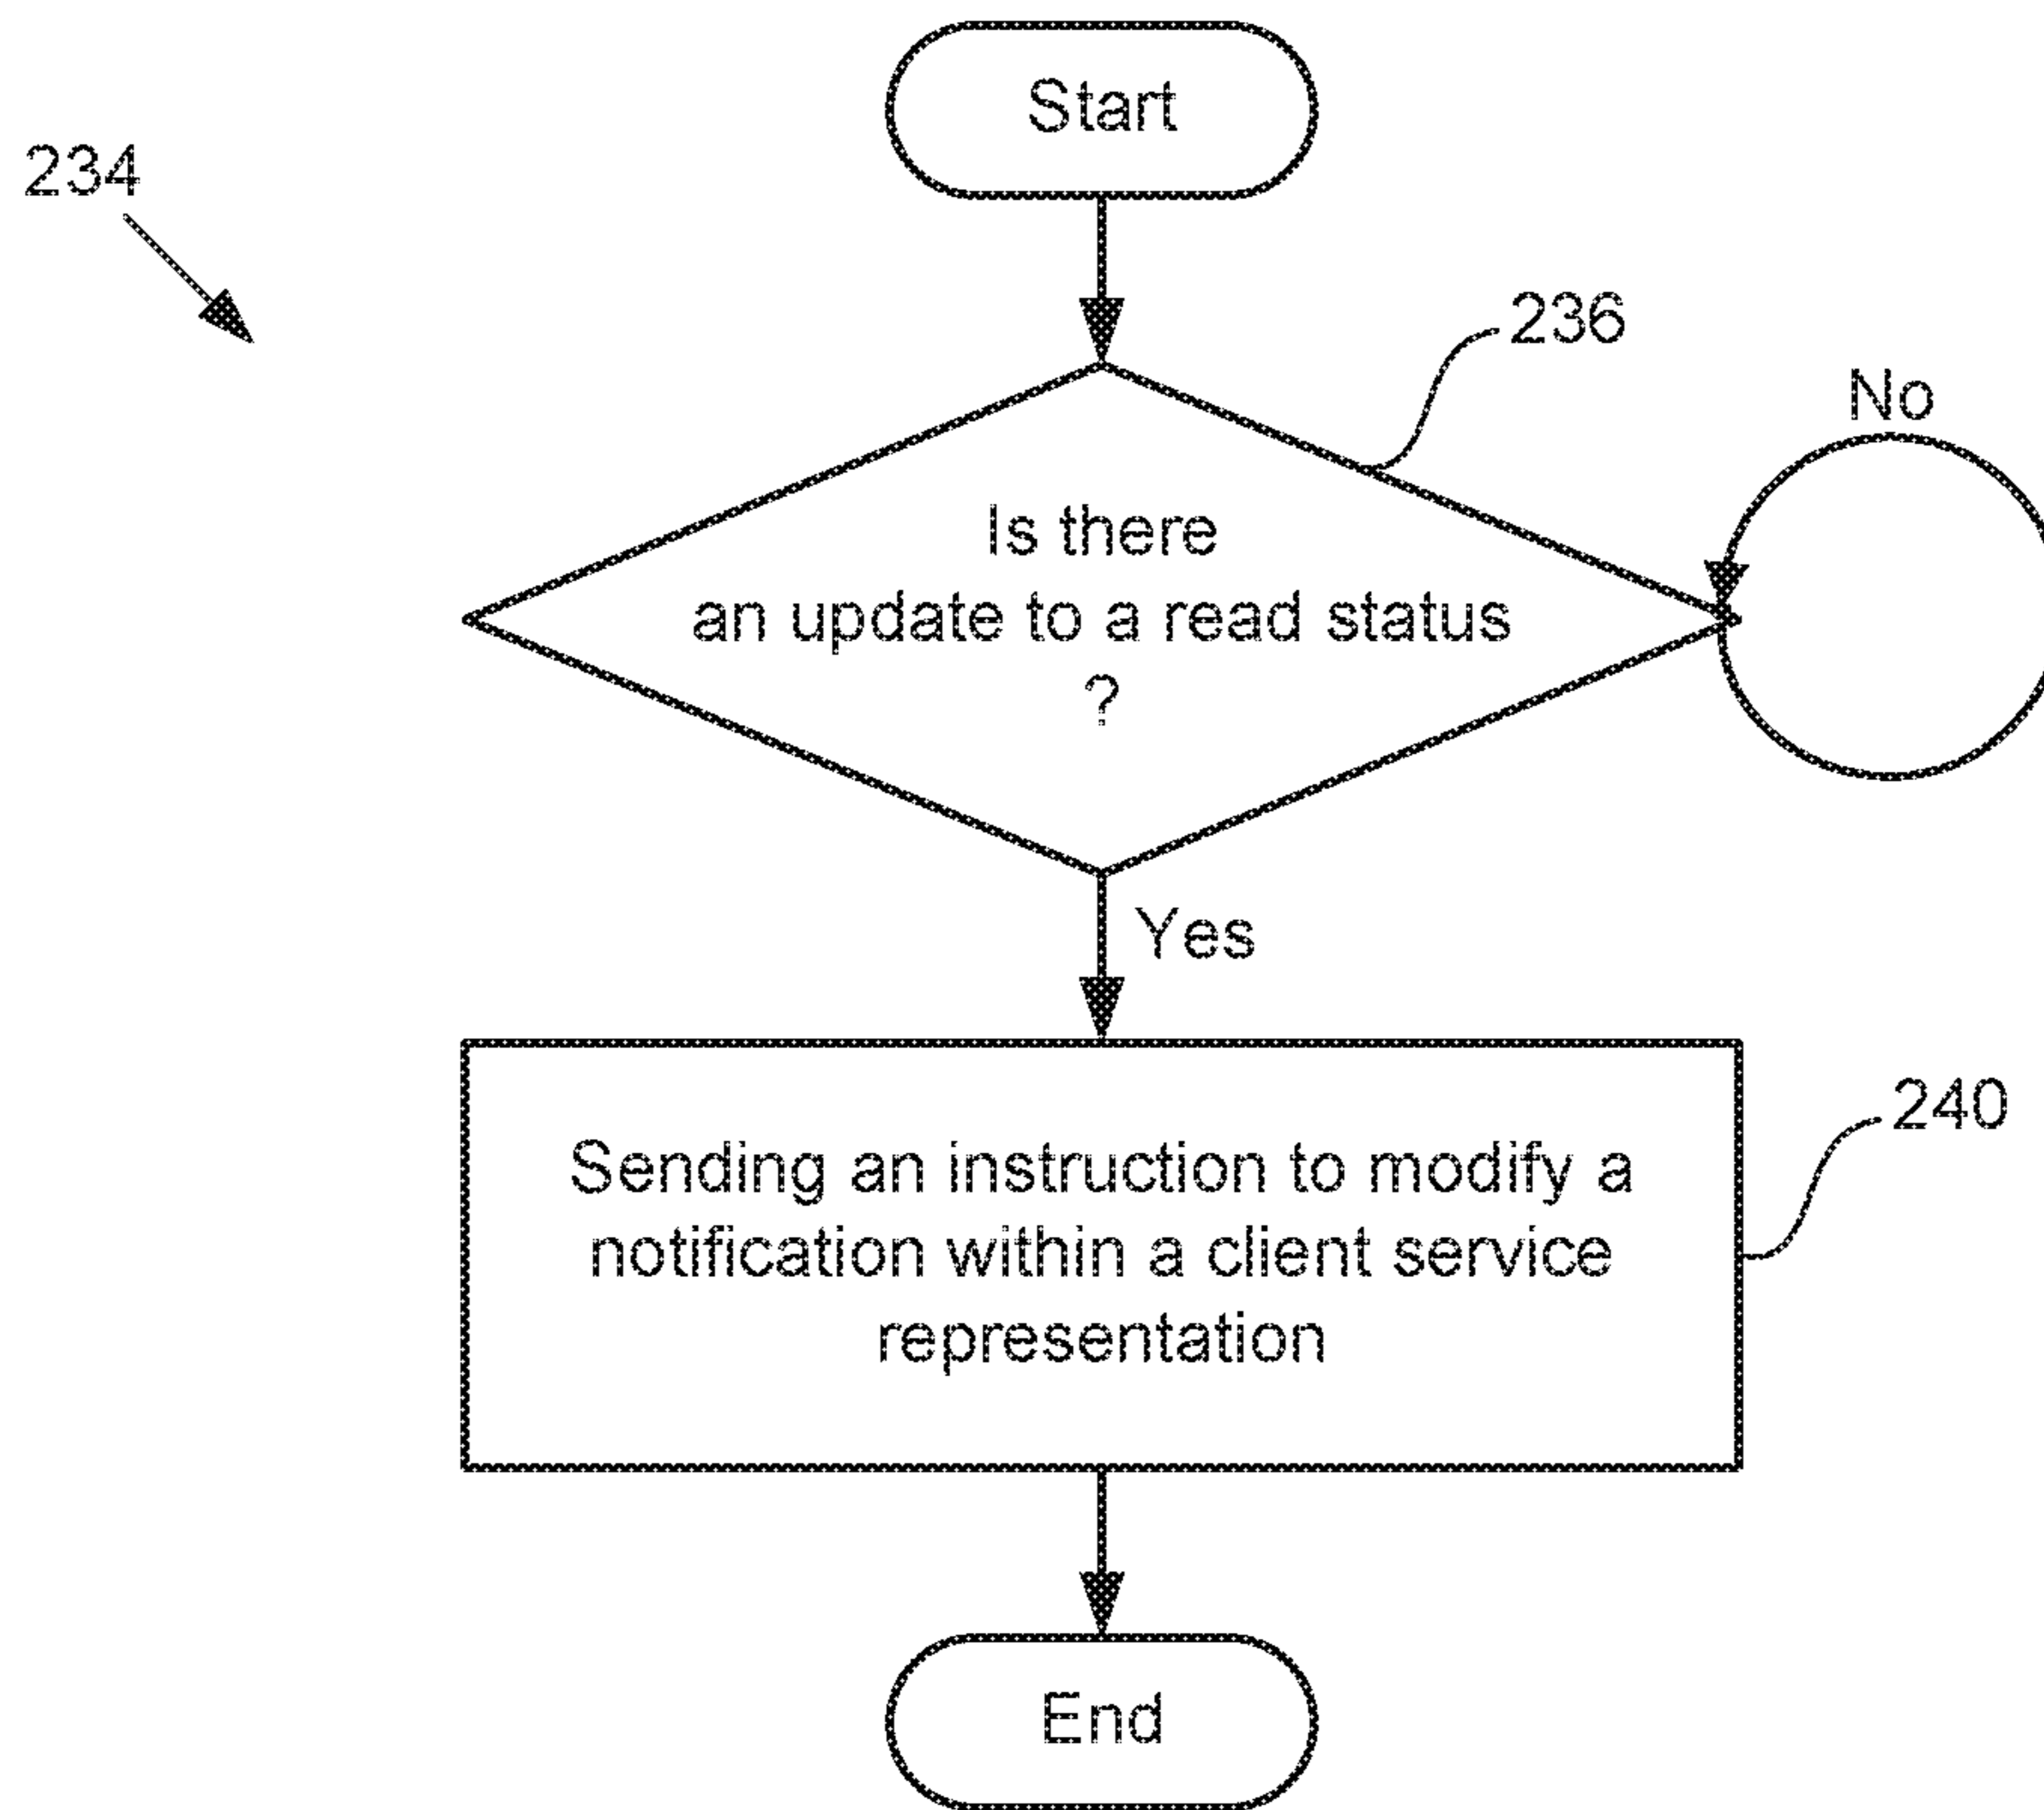 Start
234
236
No
Is there
an update to a read status
?
Yes
Sending an instruction to modify a
notification within a client service
representation
240
End